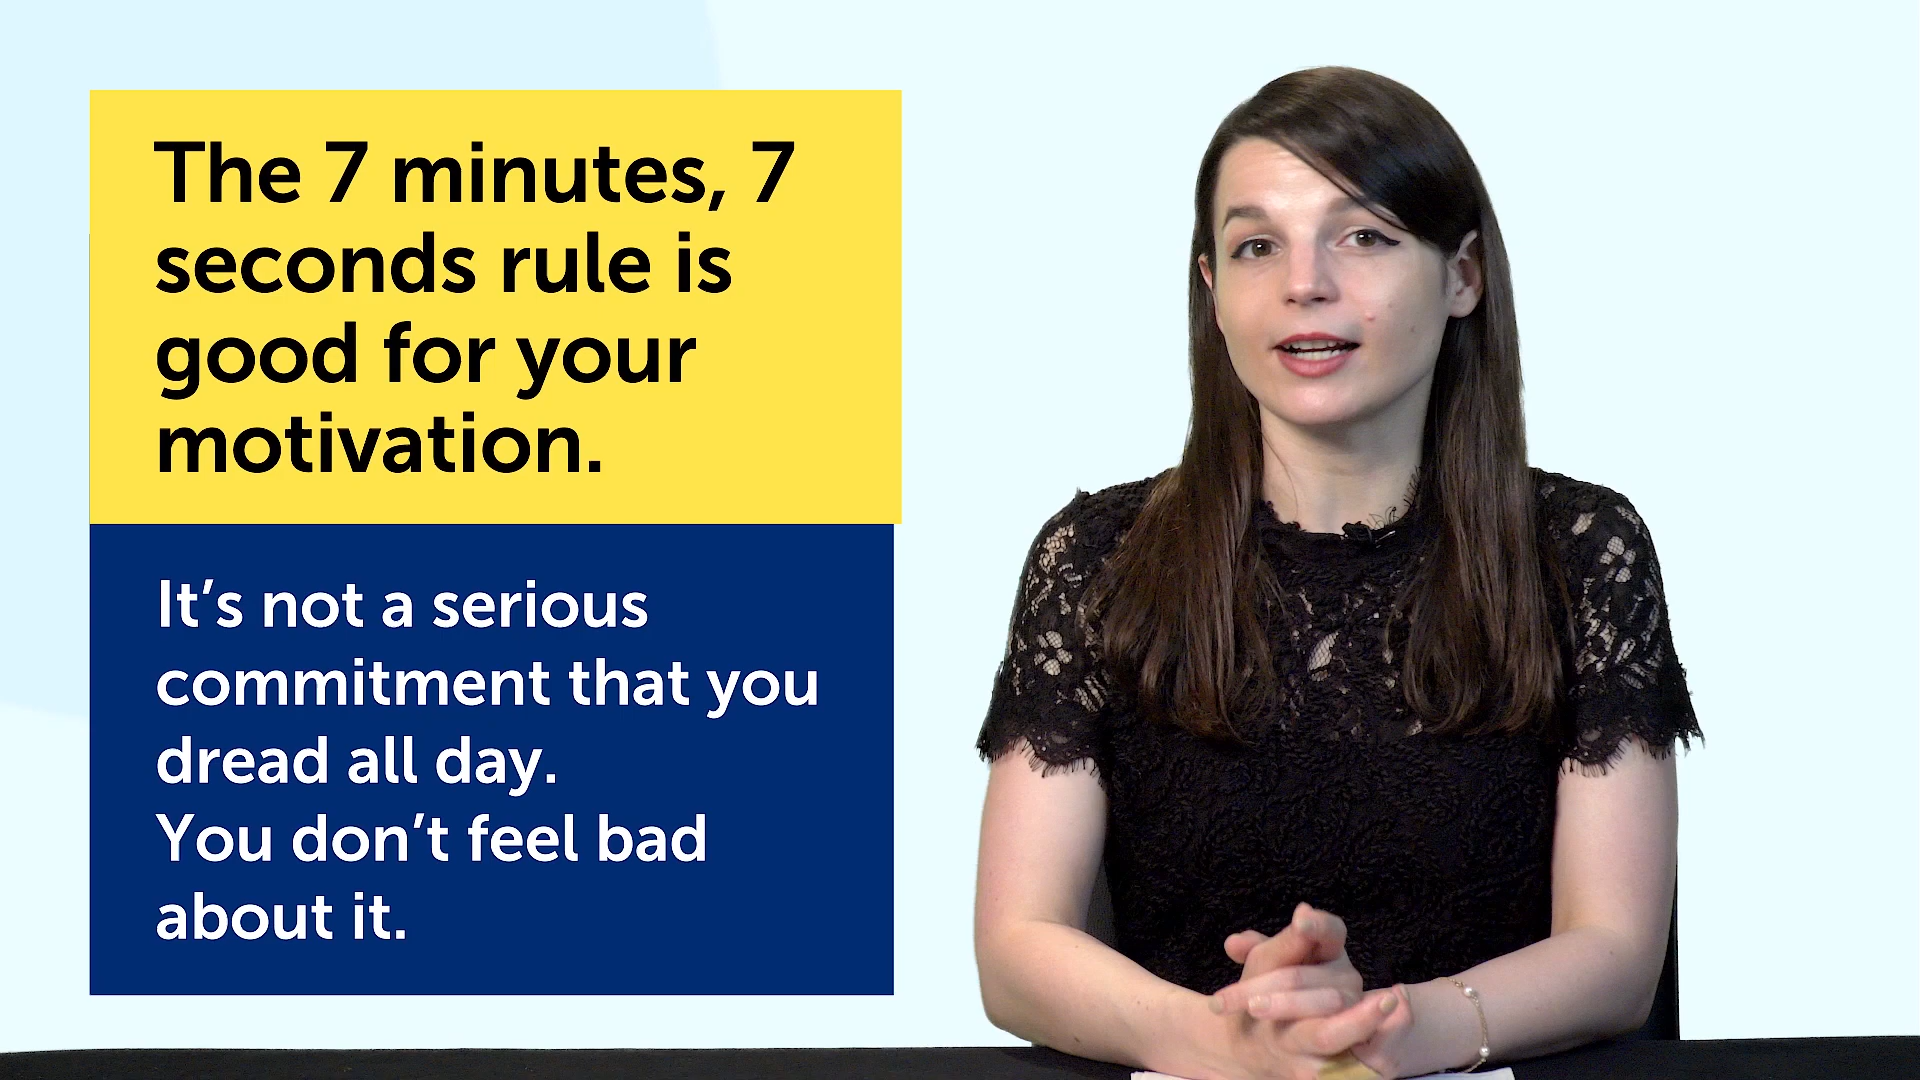 The 7 minutes, 7
seconds rule is
good for your
motivation.
It’s not a serious
commitment that you
dread all day.
You don’t feel bad
about it.